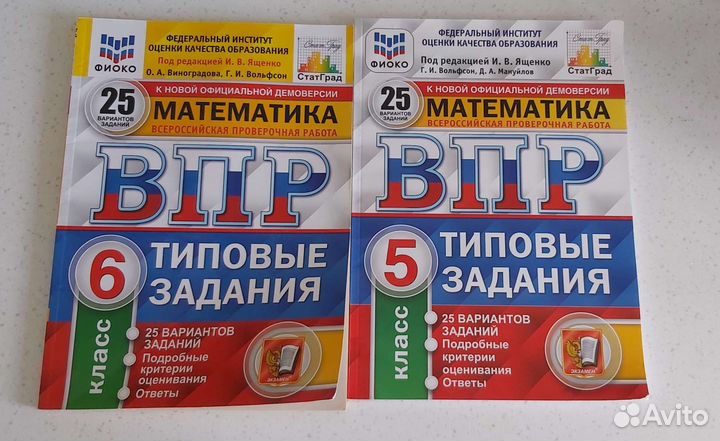 ФИОКО
ФЕДЕРАЛЬНЫЙ ИНСТИТУТ
ОЦЕНКИ КАЧЕСТВА ОБРАЗОВАНИЯ
Под редакцией И. В. Ященко
О. А. Виноградова, Г. И. Вольфсон
СтатГрад
СтатГрад
25
ВАРИАНТОВ
ЗАДАНИЙ
К НОВОЙ ОФИЦИАЛЬНОЙ ДЕМОВЕРСИИ
МАТЕМАТИКА
ВСЕРОССИЙСКАЯ ПРОВЕРОЧНАЯ РАБОТА
ВПР
6
КЛАСС
ТИПОВЫЕ
ЗАДАНИЯ
25 ВАРИАНТОВ
ЗАДАНИЙ
Подробные
критерии
оценивания
Ответы
ЭКЗАМЕН
ФИОКО
ФЕДЕРАЛЬНЫЙ ИНСТИТУТ
ОЦЕНКИ КАЧЕСТВА ОБРАЗОВАНИЯ
Под редакцией И. В. Ященко
Г. И. Вольфсон, Д. А. Мануйлов
СтатГрад
СтатГрад
25
ВАРИАНТОВ
ЗАДАНИЙ
К НОВОЙ ОФИЦИАЛЬНОЙ ДЕМОВЕРСИИ
МАТЕМАТИКА
ВСЕРОССИЙСКАЯ ПРОВЕРОЧНАЯ РАБОТА
ВПР
5
КЛАСС
ТИПОВЫЕ
ЗАДАНИЯ
25 ВАРИАНТОВ
ЗАДАНИЙ
Подробные
критерии
оценивания
Ответы
ЭКЗАМЕН
Avito